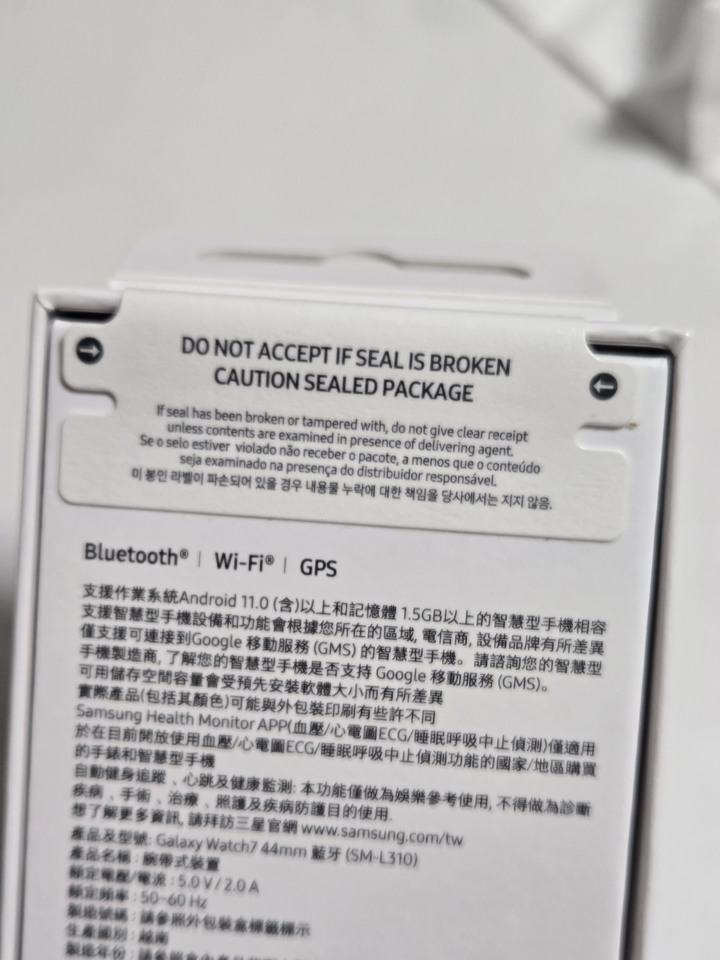 DO NOT ACCEPT IF SEAL IS BROKEN
CAUTION SEALED PACKAGE
If seal has been broken or tampered with, do not give clear receipt
unless contents are examined in presence of delivering agent.
Se o selo estiver violado não receber o pacote, a menos que o conteúdo
seja examinado na presença do distribuidor responsável.
이 봉인 라벨이 파손되어 있을 경우 내용물 누락에 대한 책임을 당사에서는 지지 않음.
Bluetooth® | Wi-Fi® | GPS
支援作業系統Android 11.0 (含)以上和記憶體 1.5GB以上的智慧型手機相容
支援智慧型手機設備和功能會根據您所在的區域, 電信商, 設備品牌有所差異
僅支援可連接到Google 移動服務 (GMS) 的智慧型手機。請諮詢您的智慧型
手機製造商, 了解您的智慧型手機是否支持 Google 移動服務 (GMS)。
可用儲存空間容量會受預先安裝軟體大小而有所差異
實際產品(包括其顏色)可能與外包裝印刷有些許不同
Samsung Health Monitor APP(血壓/心電圖ECG/睡眠呼吸中止偵測)僅適用
於在目前開放使用血壓/心電圖ECG/睡眠呼吸中止偵測功能的國家/地區購買
的手錶和智慧型手機
自動健身追蹤﹑心跳及健康監測: 本功能僅做為娛樂參考使用, 不得做為診斷
疾病﹑手術﹑治療﹑照護及疾病防護目的使用.
想了解更多資訊, 請拜訪三星官網 www.samsung.com/tw
產品及型號: Galaxy Watch7 44mm 藍牙 (SM-L310)
產品名稱 : 腕帶式裝置
額定電壓/電流 : 5.0 V / 2.0 A
額定頻率 : 50-60 Hz
製造號碼 : 請參照外包裝盒標籤標示
生產國別 : 越南
製造年份 :